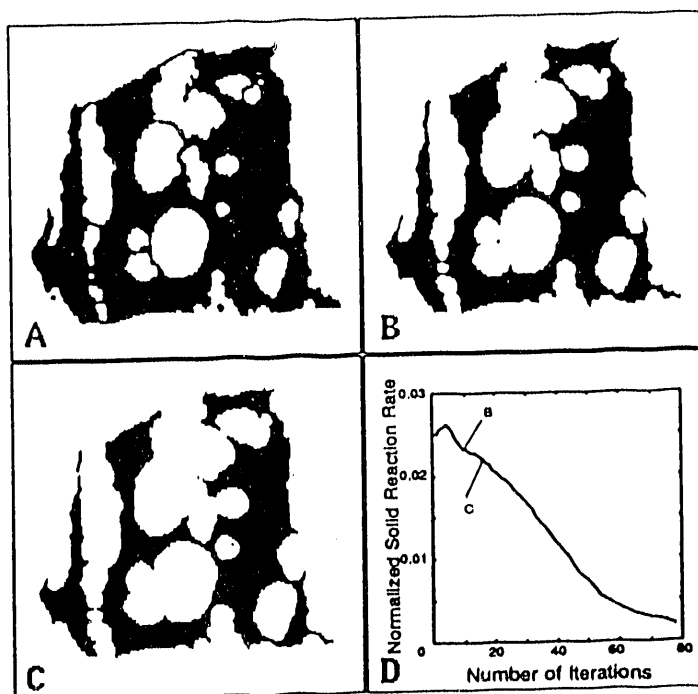 A
B
C
Normalized Solid Reaction Rate
0.03
0.02
0.01
0
20
40
60
80
B
C
D
Number of Iterations